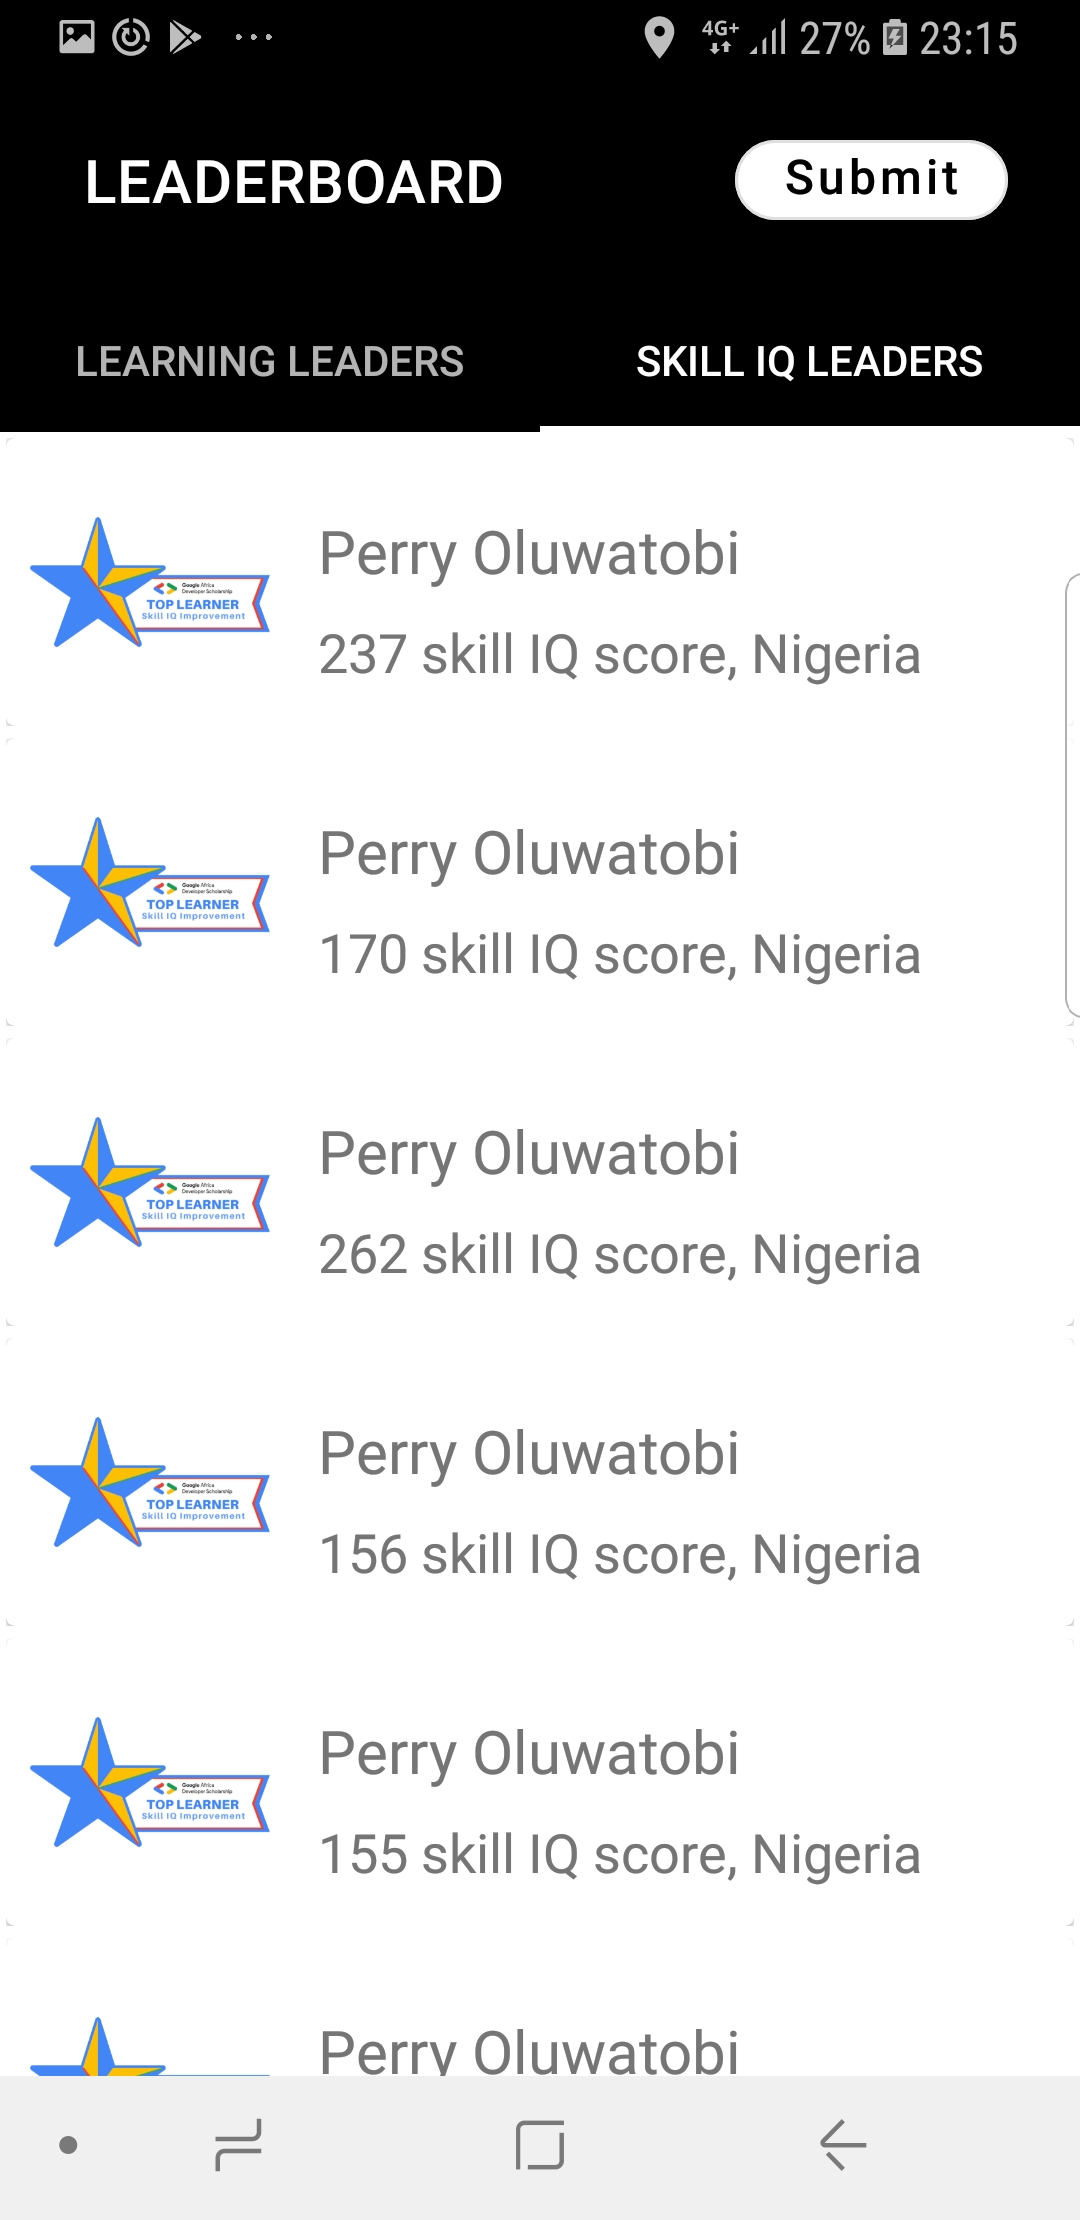 4G+ 27% 23:15
LEADERBOARD
Submit
LEARNING LEADERS
SKILL IQ LEADERS
Google Africa
Developer Scholarship
TOP LEARNER
Skill IQ Improvement
Perry Oluwatobi
237 skill IQ score, Nigeria
Google Africa
Developer Scholarship
TOP LEARNER
Skill IQ Improvement
Perry Oluwatobi
170 skill IQ score, Nigeria
Google Africa
Developer Scholarship
TOP LEARNER
Skill IQ Improvement
Perry Oluwatobi
262 skill IQ score, Nigeria
Google Africa
Developer Scholarship
TOP LEARNER
Skill IQ Improvement
Perry Oluwatobi
156 skill IQ score, Nigeria
Google Africa
Developer Scholarship
TOP LEARNER
Skill IQ Improvement
Perry Oluwatobi
155 skill IQ score, Nigeria
Perry Oluwatobi